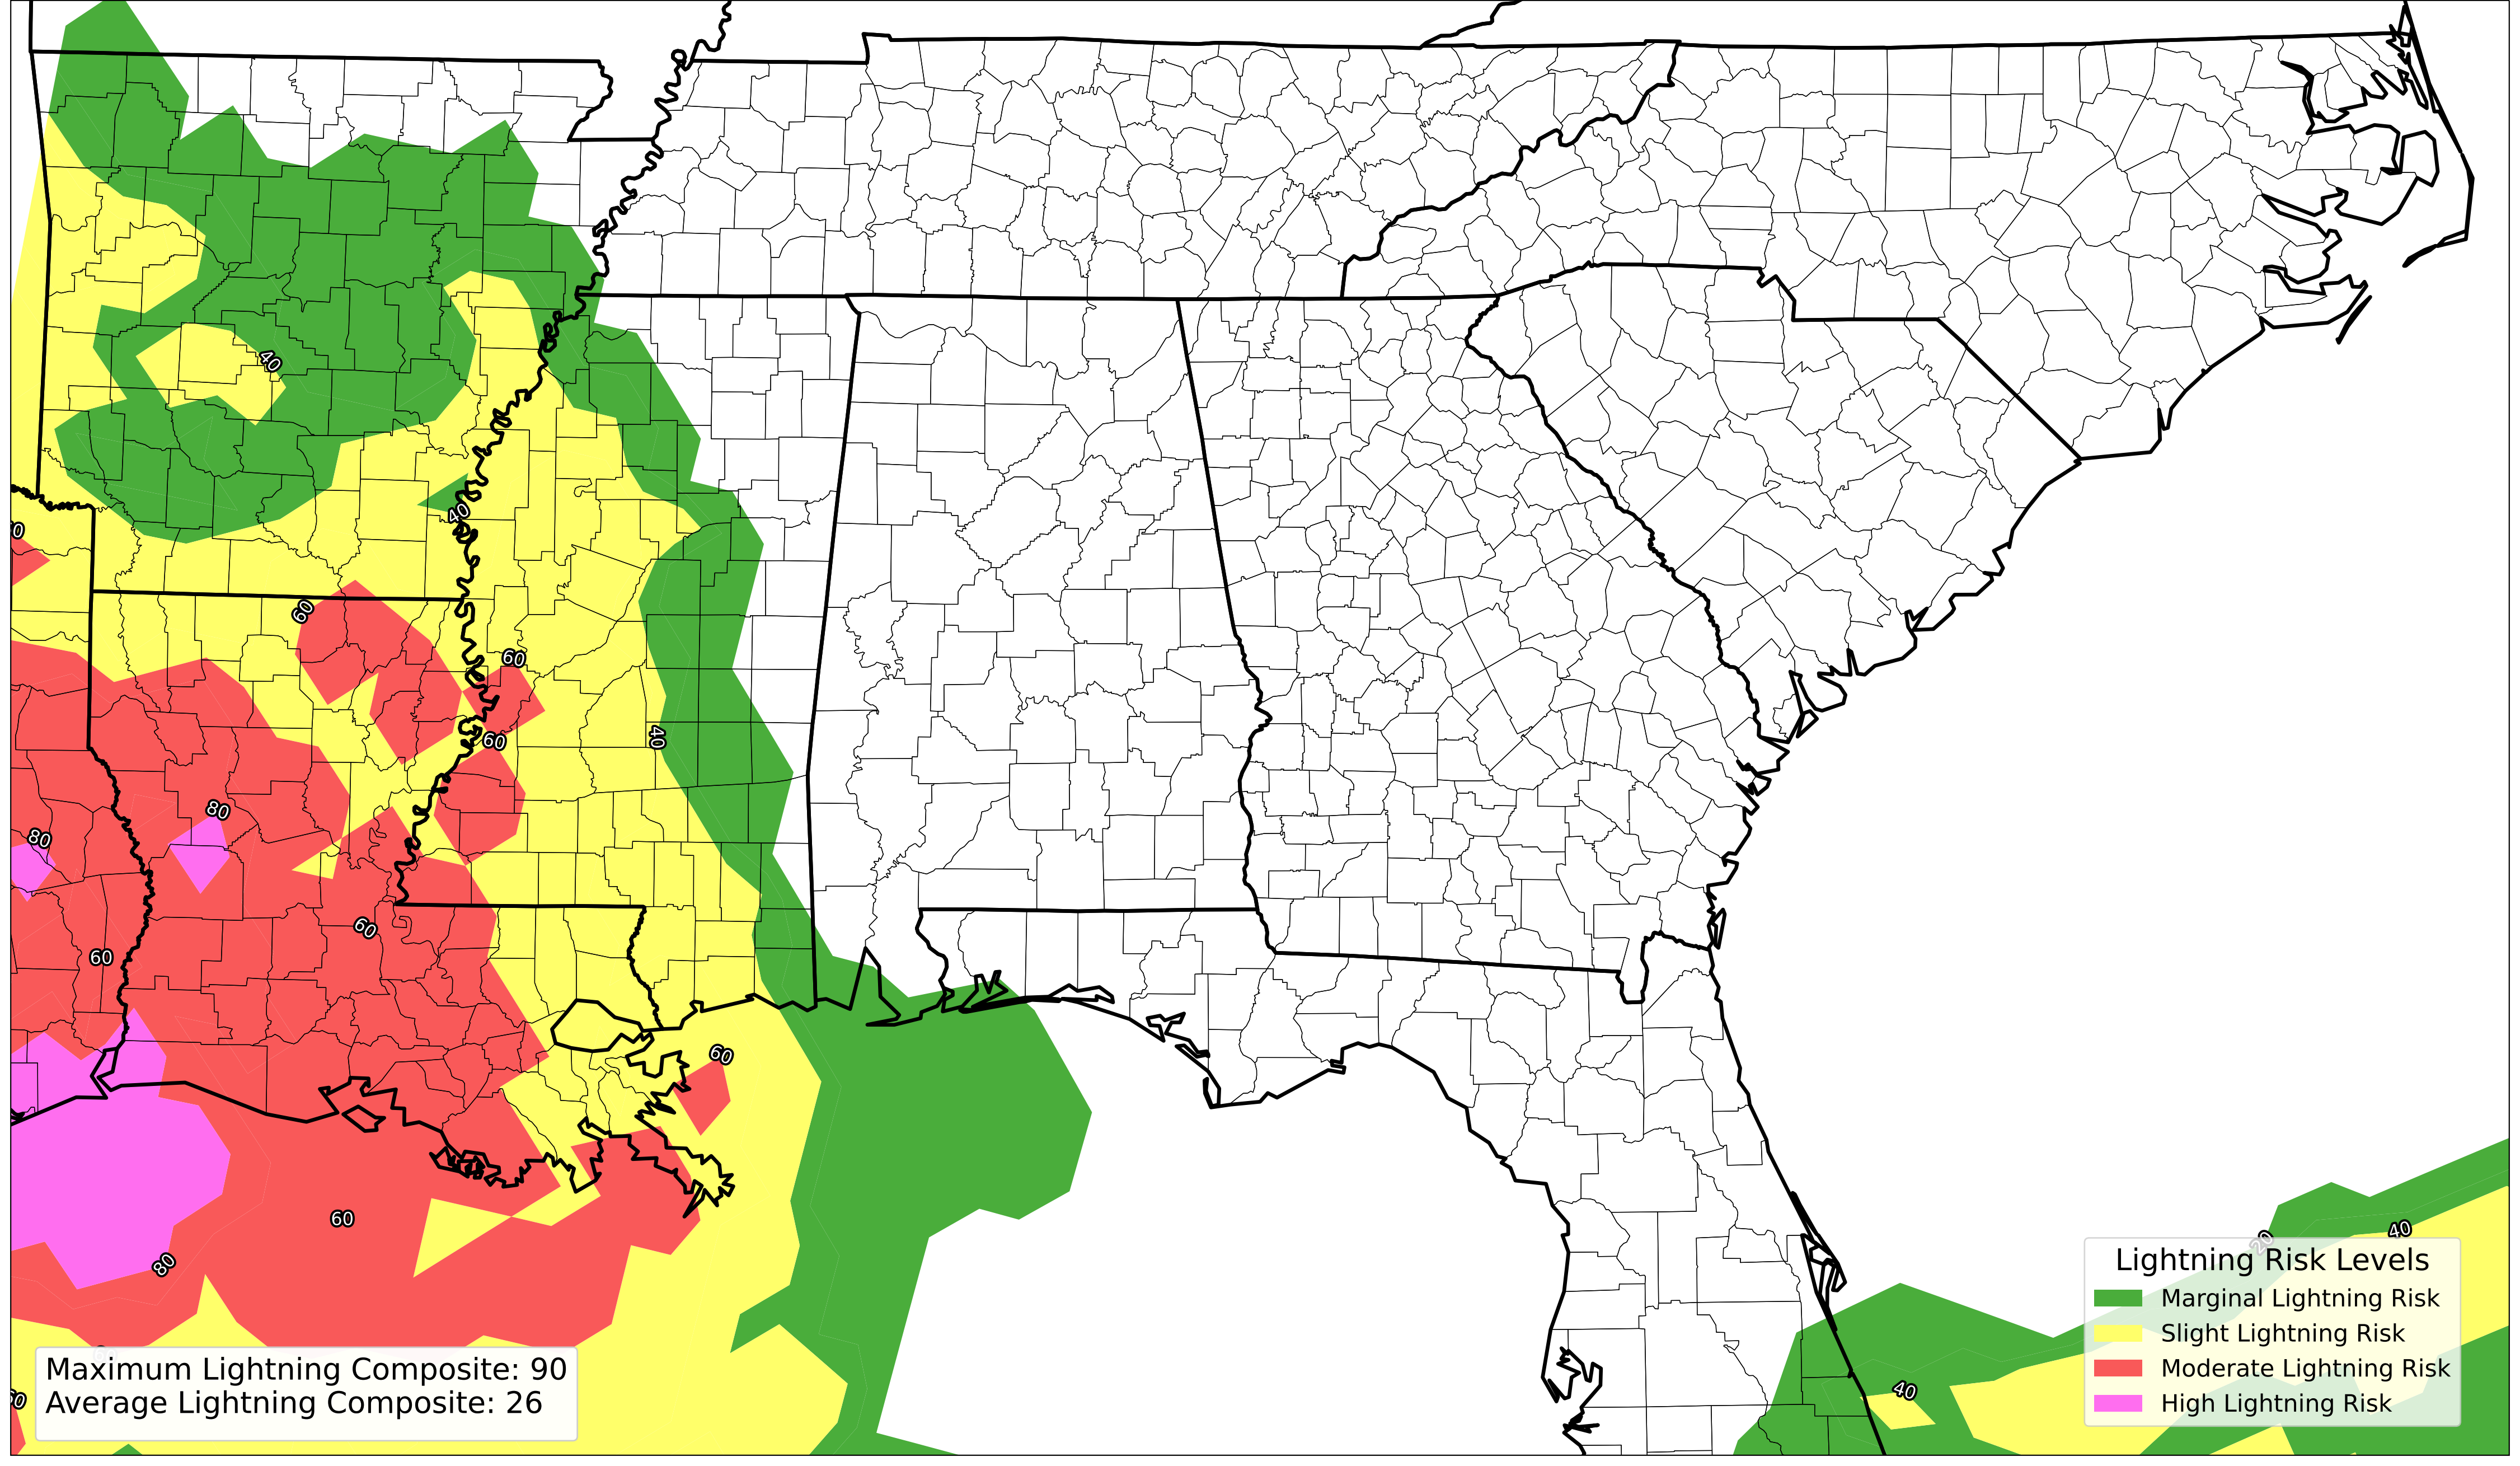 40
40
60
60
60
40
80
80
60
60
60
20
40
60
80
40
Lightning Risk Levels
Marginal Lightning Risk
Slight Lightning Risk
Moderate Lightning Risk
High Lightning Risk
Maximum Lightning Composite: 90
Average Lightning Composite: 26